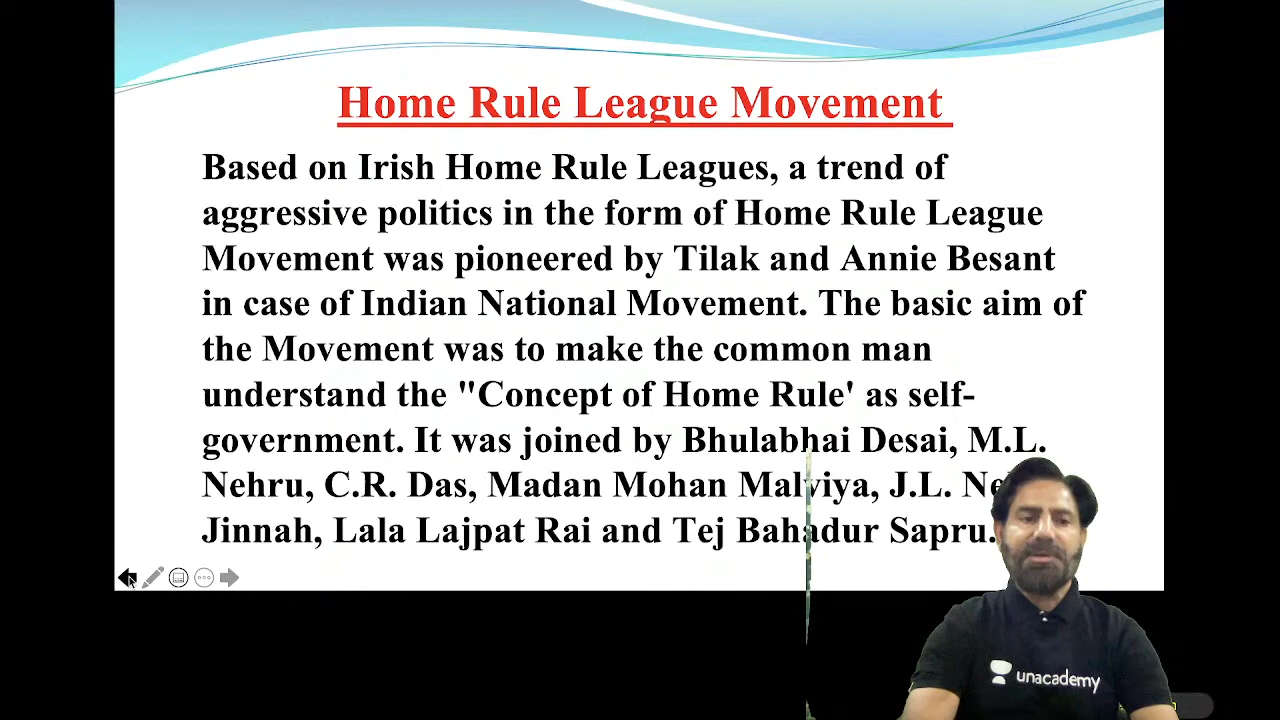 Home Rule League Movement
Based on Irish Home Rule Leagues, a trend of
aggressive politics in the form of Home Rule League
Movement was pioneered by Tilak and Annie Besant
in case of Indian National Movement. The basic aim of
the Movement was to make the common man
understand the "Concept of Home Rule' as self-
government. It was joined by Bhulabhai Desai, M.L.
Nehru, C.R. Das, Madan Mohan Malviya, J.L.
Jinnah, Lala Lajpat Rai and Tej Bahadur Sapru.
unacademy